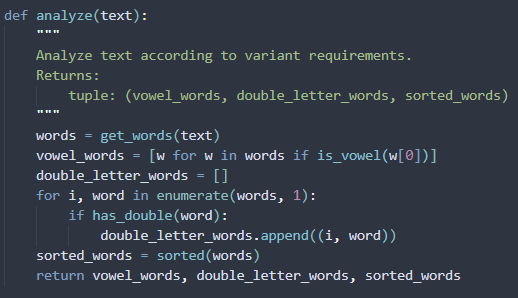 def analyze(text):
    """
    Analyze text according to variant requirements.
    Returns:
        tuple: (vowel_words, double_letter_words, sorted_words)
    """
    words = get_words(text)
    vowel_words = [w for w in words if is_vowel(w[0])]
    double_letter_words = []
    for i, word in enumerate(words, 1):
        if has_double(word):
            double_letter_words.append((i, word))
    sorted_words = sorted(words)
    return vowel_words, double_letter_words, sorted_words